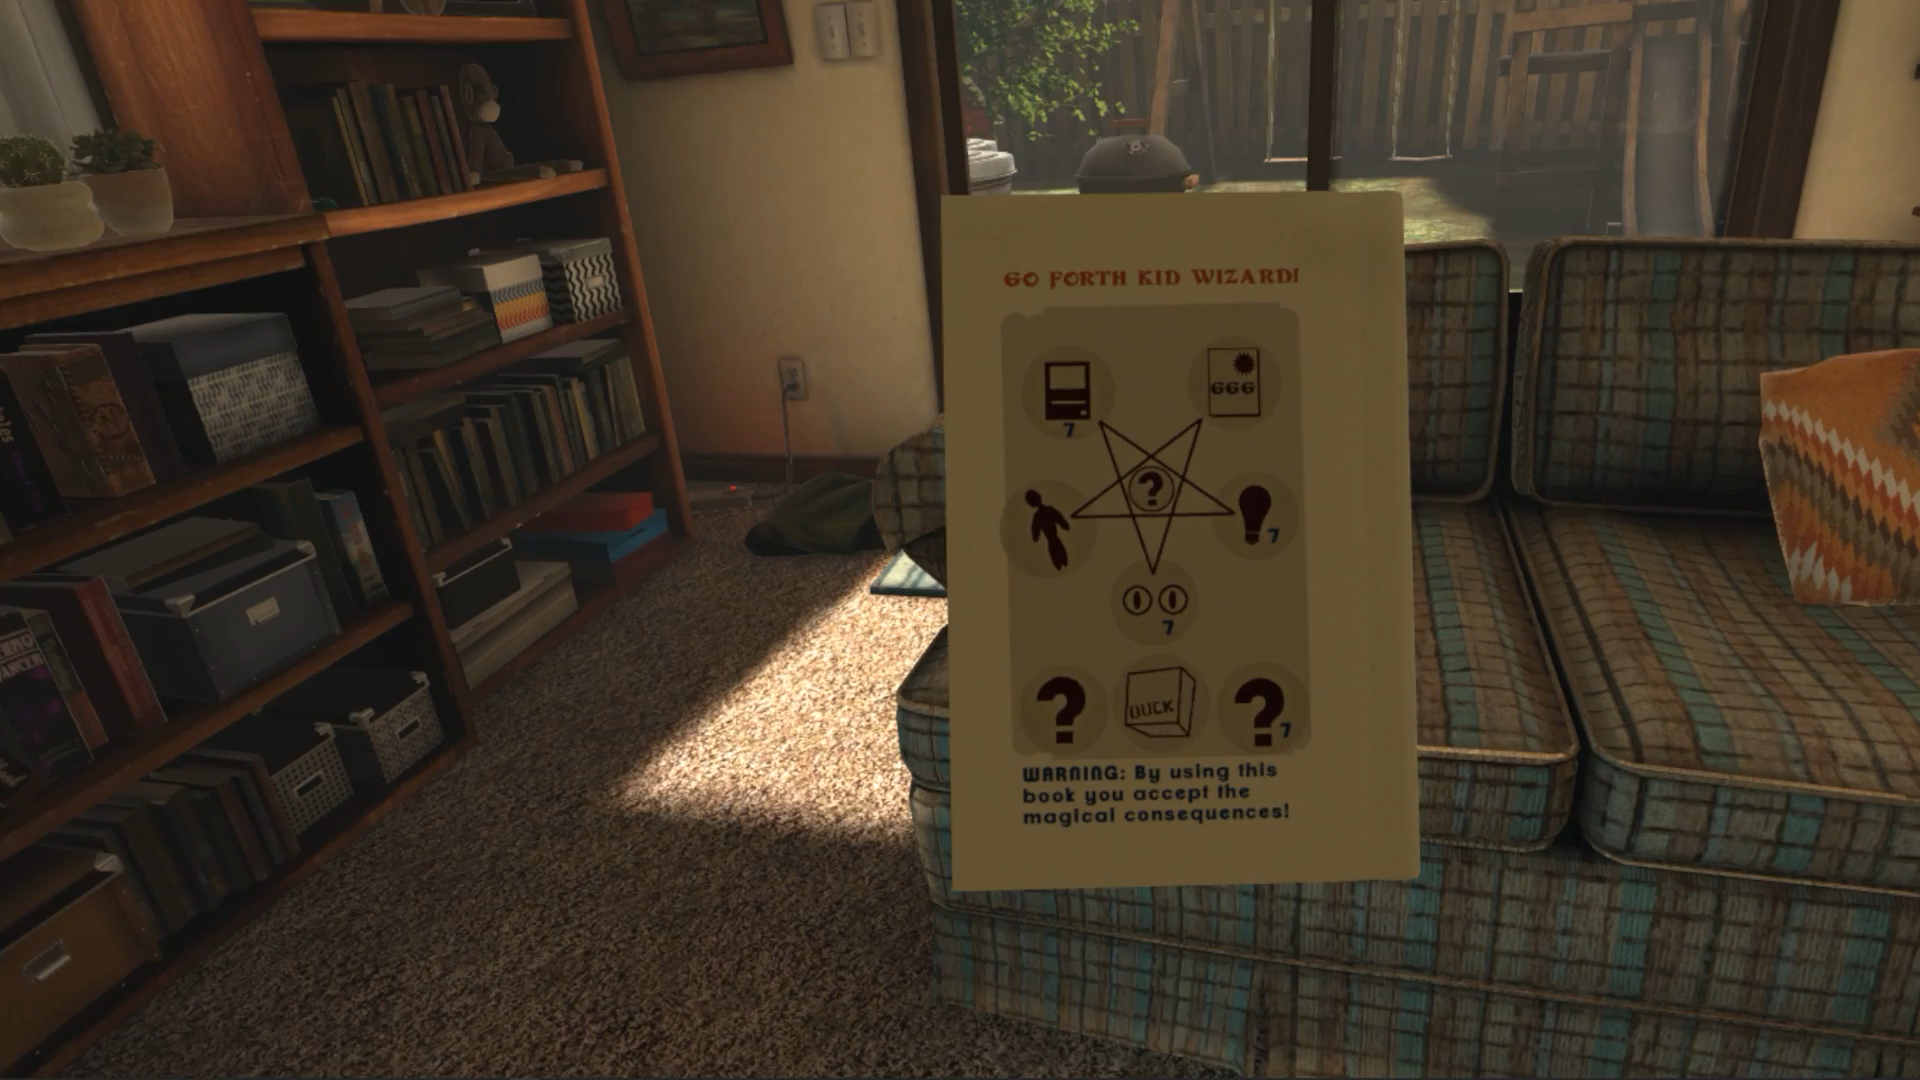 GO FORTH KID WIZARD!
7
666
?
7
7
?
DUCK
?
7
WARNING: By using this
book you accept the
magical consequences!